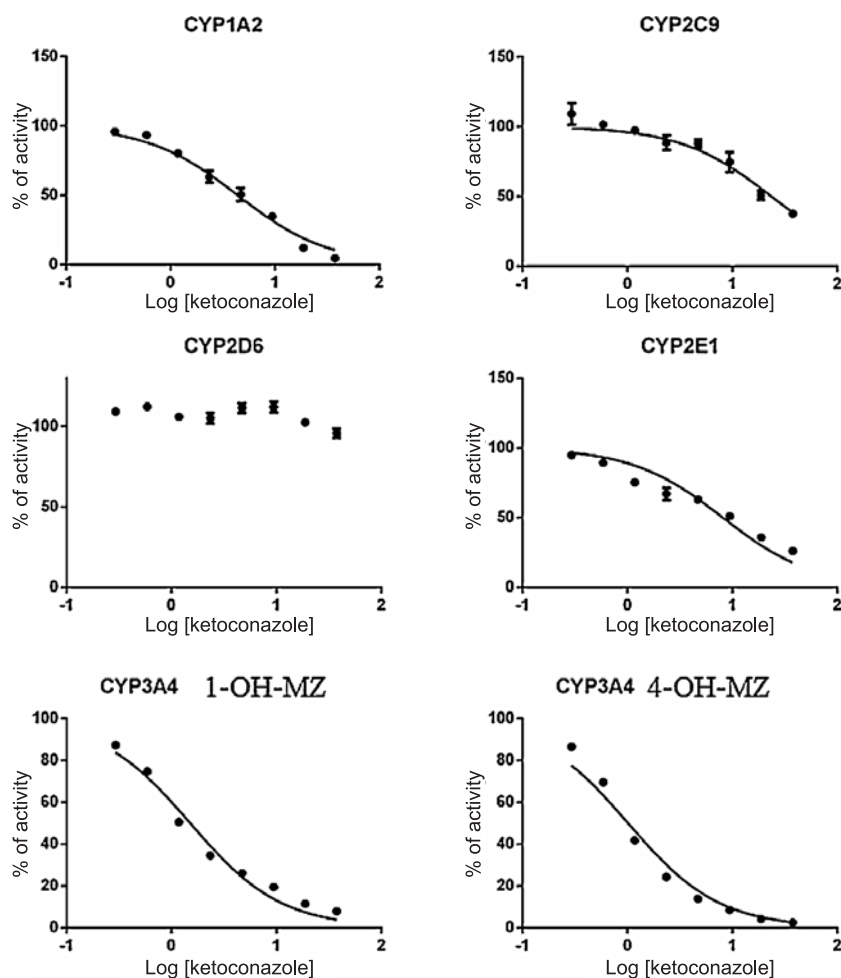 CYP1A2
150
100
50
0
% of activity
-1
0
1
2
Log [ketoconazole]
CYP2C9
150
100
50
0
% of activity
-1
0
1
2
Log [ketoconazole]
CYP2D6
100
50
0
% of activity
-1
0
1
2
Log [ketoconazole]
CYP2E1
150
100
50
0
% of activity
-1
0
1
2
Log [ketoconazole]
CYP3A4 1-OH-MZ
100
80
60
40
20
0
% of activity
-1
0
1
2
Log [ketoconazole]
CYP3A4 4-OH-MZ
100
80
60
40
20
0
% of activity
-1
0
1
2
Log [ketoconazole]